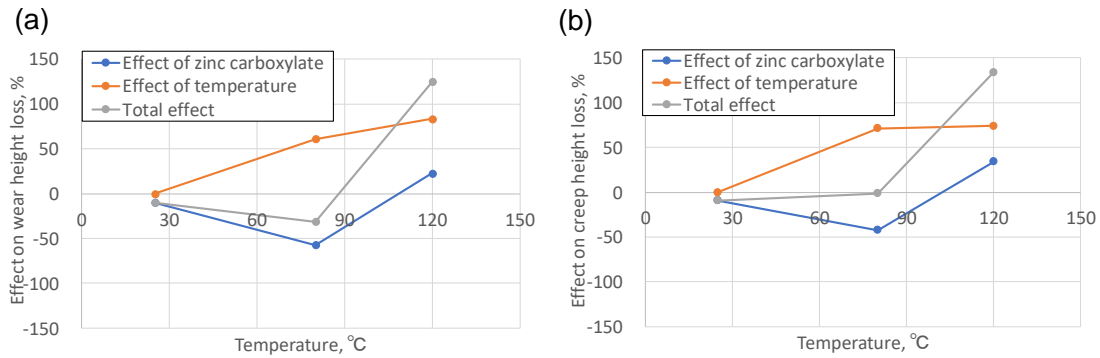 (a)
150
100
50
0
-50
-100
-150
0 30 60 90 120 150
Effect on wear height loss, %
Temperature, ℃
Effect of zinc carboxylate
Effect of temperature
Total effect
(b)
150
100
50
0
-50
-100
-150
0 30 60 90 120 150
Effect on creep height loss, %
Temperature, ℃
Effect of zinc carboxylate
Effect of temperature
Total effect